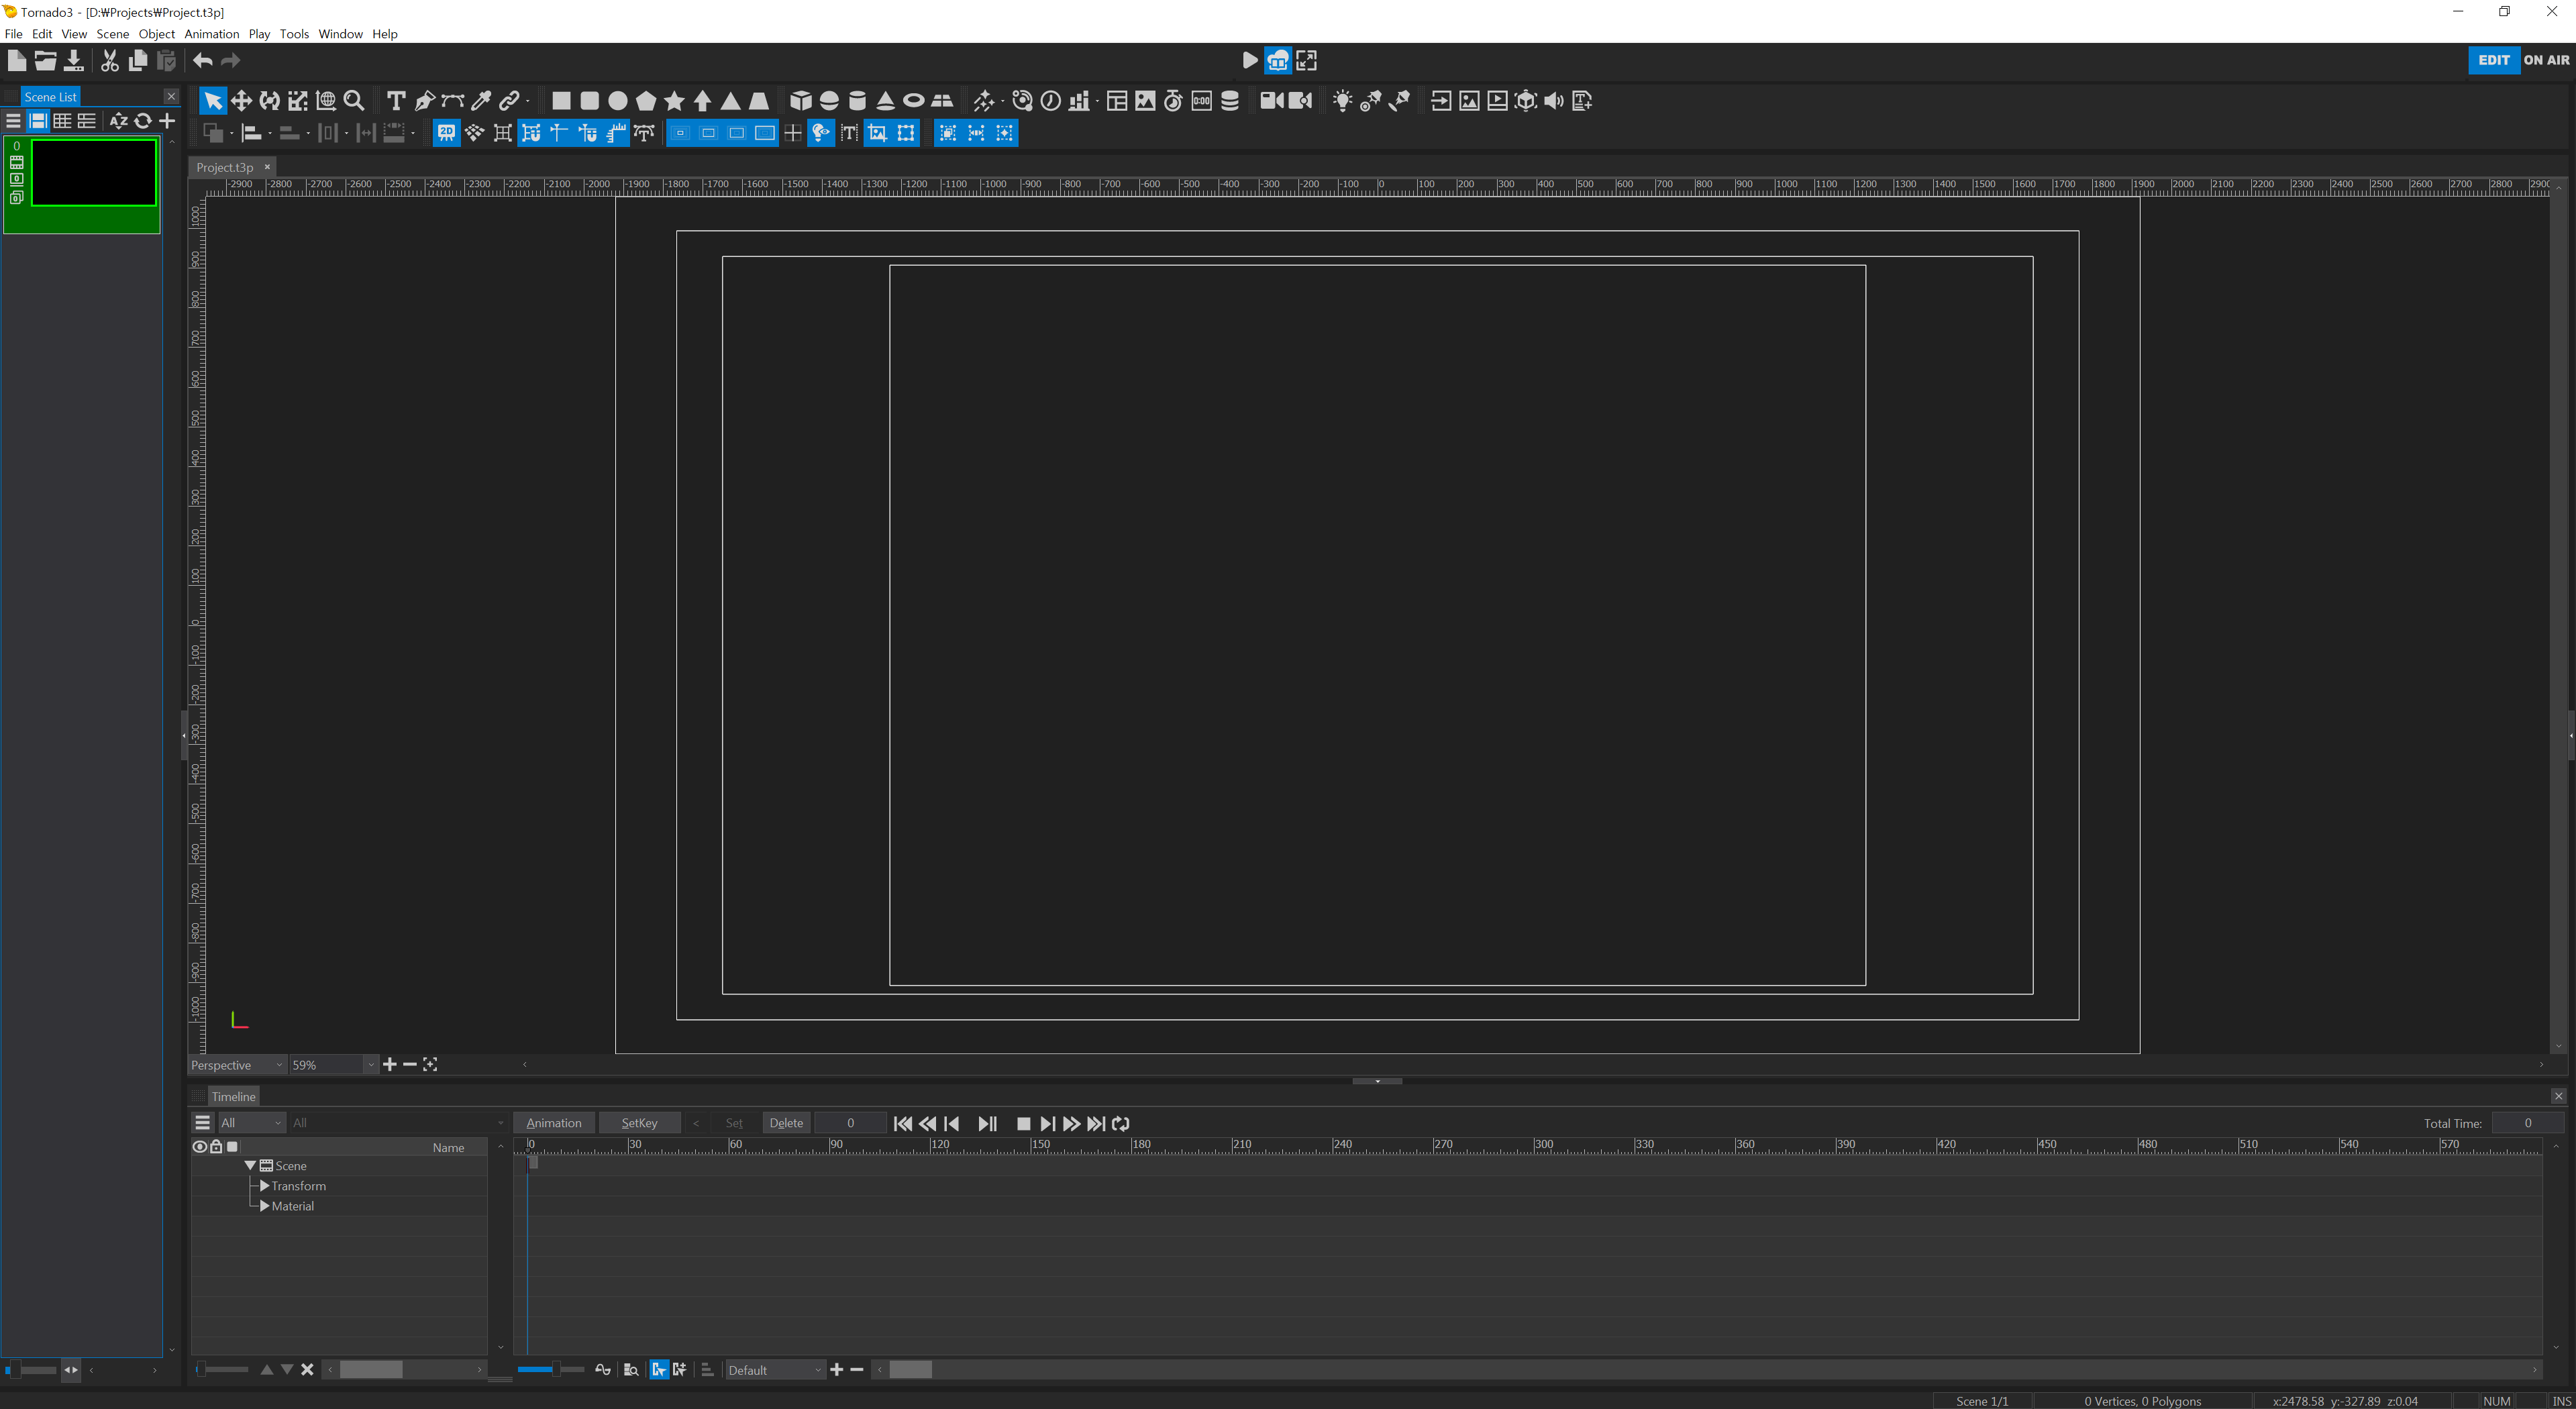 Tornado3 - [D:₩Projects₩Project.t3p]
File Edit View Scene Object Animation Play Tools Window Help
EDIT ON AIR
Scene List
0
2D
0:00
Project.t3p
-2900 -2800 -2700 -2600 -2500 -2400 -2300 -2200 -2100 -2000 -1900 -1800 -1700 -1600 -1500 -1400 -1300 -1200 -1100 -1000 -900 -800 -700 -600 -500 -400 -300 -200 -100 0 100 200 300 400 500 600 700 800 900 1000 1100 1200 1300 1400 1500 1600 1700 1800 1900 2000 2100 2200 2300 2400 2500 2600 2700 2800 2900
1000
900
800
700
600
500
400
300
200
100
0
-100
-200
-300
-400
-500
-600
-700
-800
-900
-1000
Perspective 59%
Timeline
All All Animation SetKey < Set Delete 0 Total Time: 0
Name 0 30 60 90 120 150 180 210 240 270 300 330 360 390 420 450 480 510 540 570
Scene
Transform
Material
Default
Scene 1/1 0 Vertices, 0 Polygons x:2478.58 y:-327.89 z:0.04 NUM INS